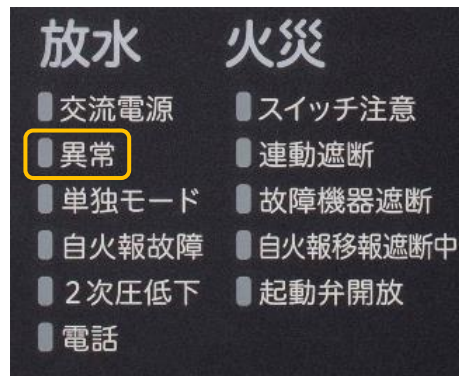 放水 火災
交流電源 スイッチ注意
異常 連動遮断
単独モード 故障機器遮断
自火報故障 自火報移報遮断中
2次圧低下 起動弁開放
電話